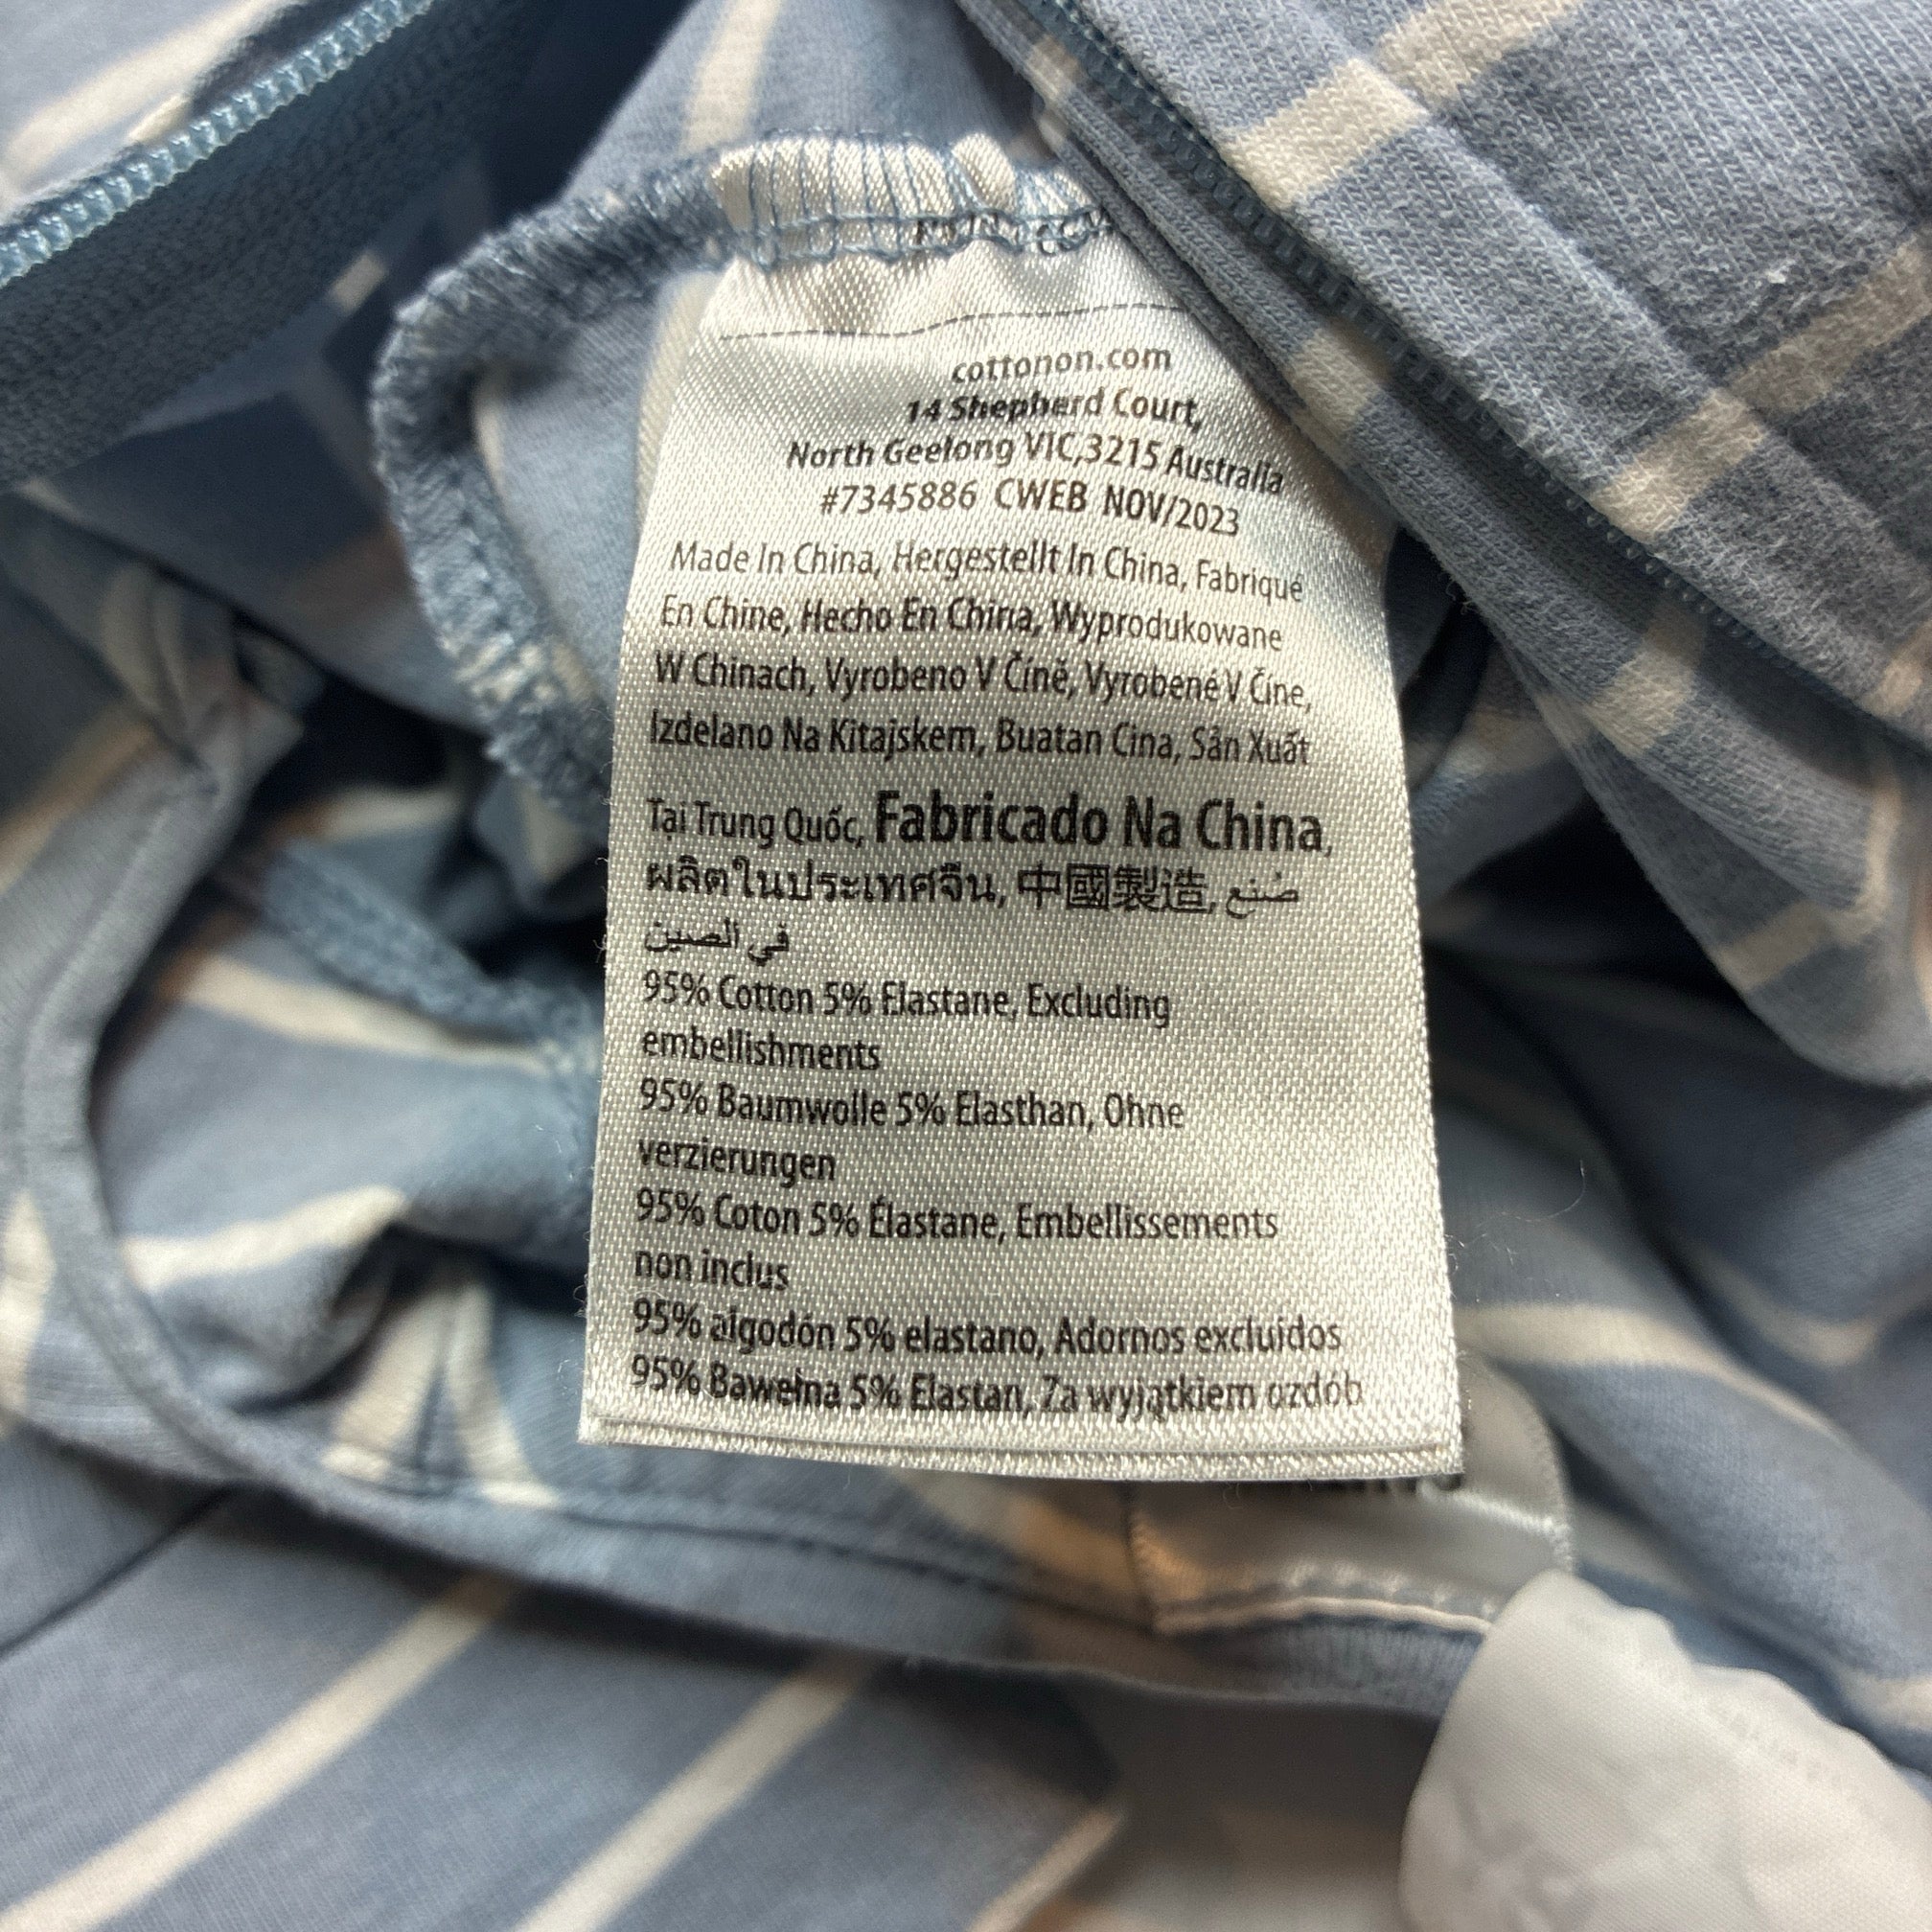 cottonon.com
14 Shepherd Court,
North Geelong VIC,3215 Australia
#7345886 CWEB NOV/2023
Made In China, Hergestellt In China, Fabriqué
En Chine, Hecho En China, Wyprodukowane
W Chinach, Vyrobeno V Číně, Vyrobené V Číne,
Izdelano Na Kitajskem, Buatan Cina, Sản Xuất
Tại Trung Quốc, Fabricado Na China,
ผลิตในประเทศจีน, 中國製造, صُنع
في الصين
95% Cotton 5% Elastane, Excluding
embellishments
95% Baumwolle 5% Elasthan, Ohne
verzierungen
95% Coton 5% Élastane, Embellissements
non inclus
95% algodón 5% elastano, Adornos excluidos
95% Bawełna 5% Elastan, Za wyjątkiem ozdób